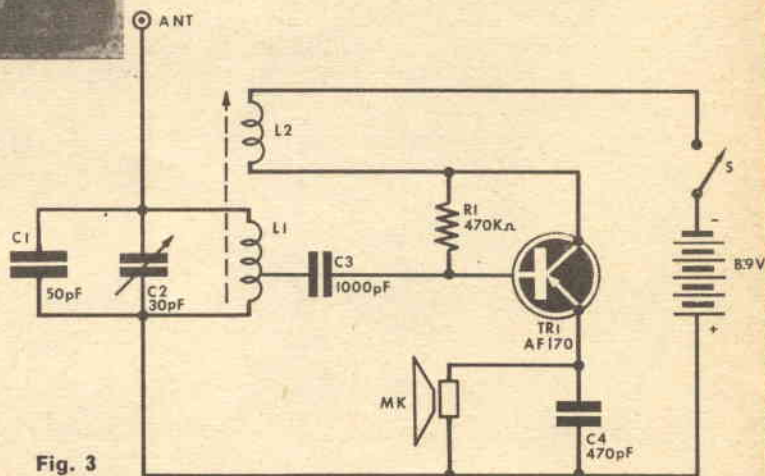 ANT
L2
S
R1
470KΩ
C1
L1
C3
50pF
C2
30pF
1000pF
-
B.9V
TR1
AF170
+
MK
C4
470pF
Fig. 3